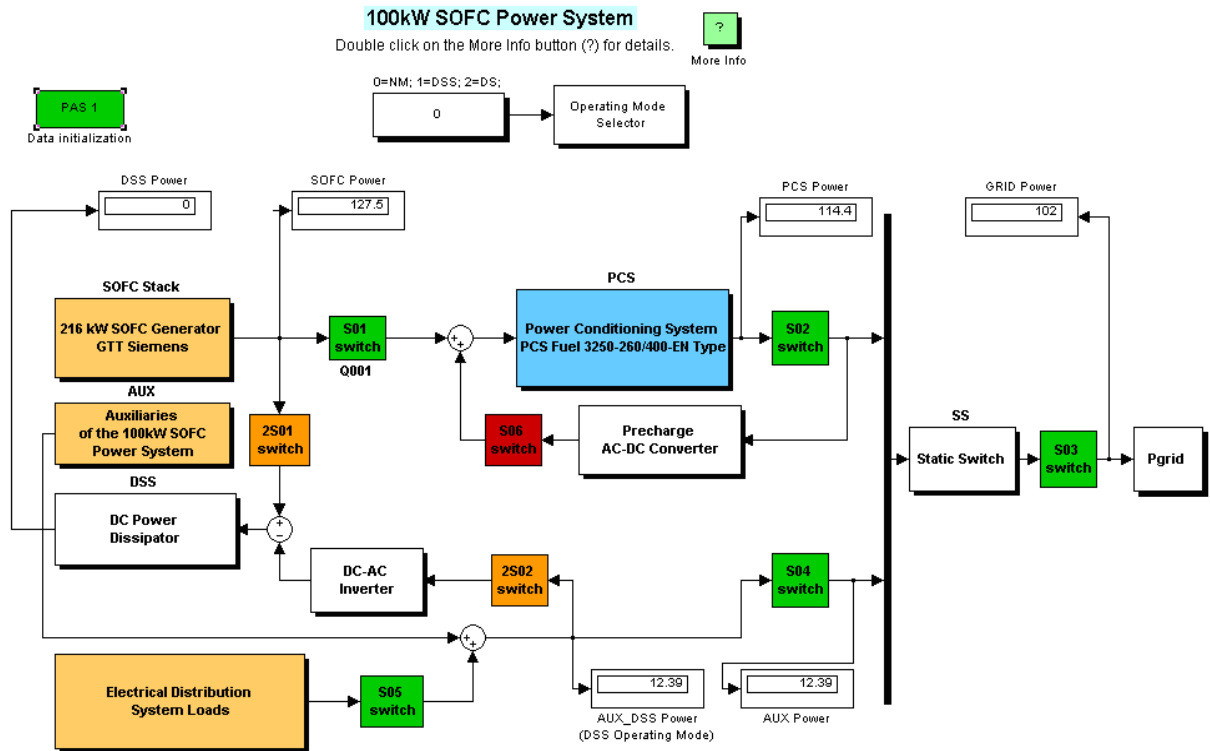 100kW SOFC Power System
Double click on the More Info button (?) for details.
?
More Info
PAS 1
Data initialization
0=NM; 1=DSS; 2=DS;
0
Operating Mode
Selector
DSS Power
0
SOFC Power
127.5
PCS Power
114.4
GRID Power
102
SOFC Stack
216 kW SOFC Generator
GTT Siemens
S01
switch
Q001
+
+
PCS
Power Conditioning System
PCS Fuel 3250-260/400-EN Type
S02
switch
AUX
Auxiliaries
of the 100kW SOFC
Power System
2S01
switch
S06
switch
Precharge
AC-DC Converter
SS
Static Switch
S03
switch
Pgrid
DSS
DC Power
Dissipator
+
−
DC-AC
Inverter
2S02
switch
S04
switch
+
+
Electrical Distribution
System Loads
S05
switch
12.39
AUX_DSS Power
(DSS Operating Mode)
12.39
AUX Power